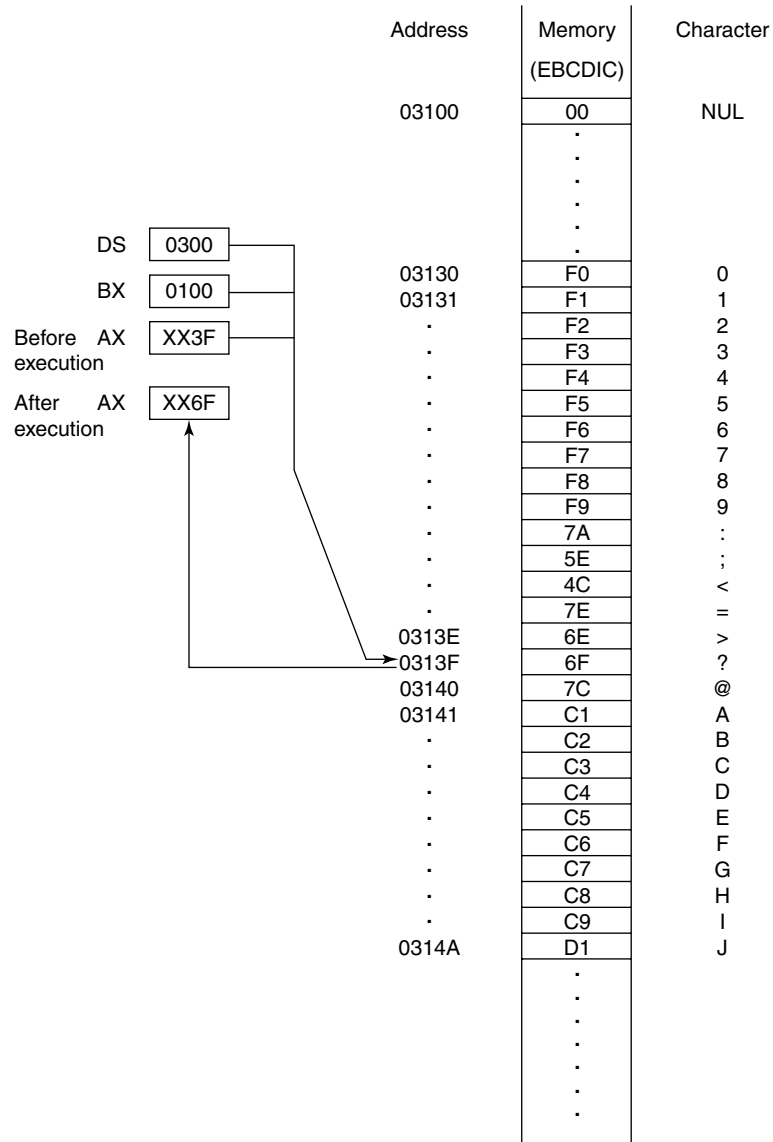 Address Memory Character
(EBCDIC)
03100 00 NUL
DS 0300
03130 F0 0
BX 0100
03131 F1 1
F2 2
Before AX XX3F
execution
F3 3
F4 4
After AX XX6F
execution
F5 5
F6 6
F7 7
F8 8
F9 9
7A :
5E ;
4C <
7E =
0313E 6E >
0313F 6F ?
03140 7C @
03141 C1 A
C2 B
C3 C
C4 D
C5 E
C6 F
C7 G
C8 H
C9 I
0314A D1 J